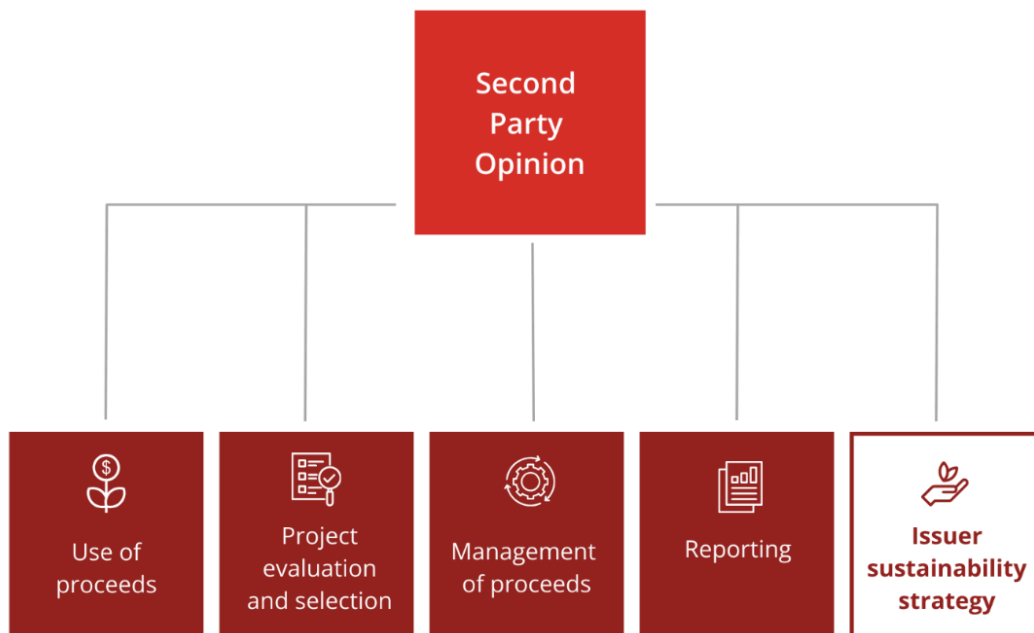 Second
Party
Opinion
$
Use of
proceeds
Project
evaluation
and selection
Management
of proceeds
Reporting
Issuer
sustainability
strategy